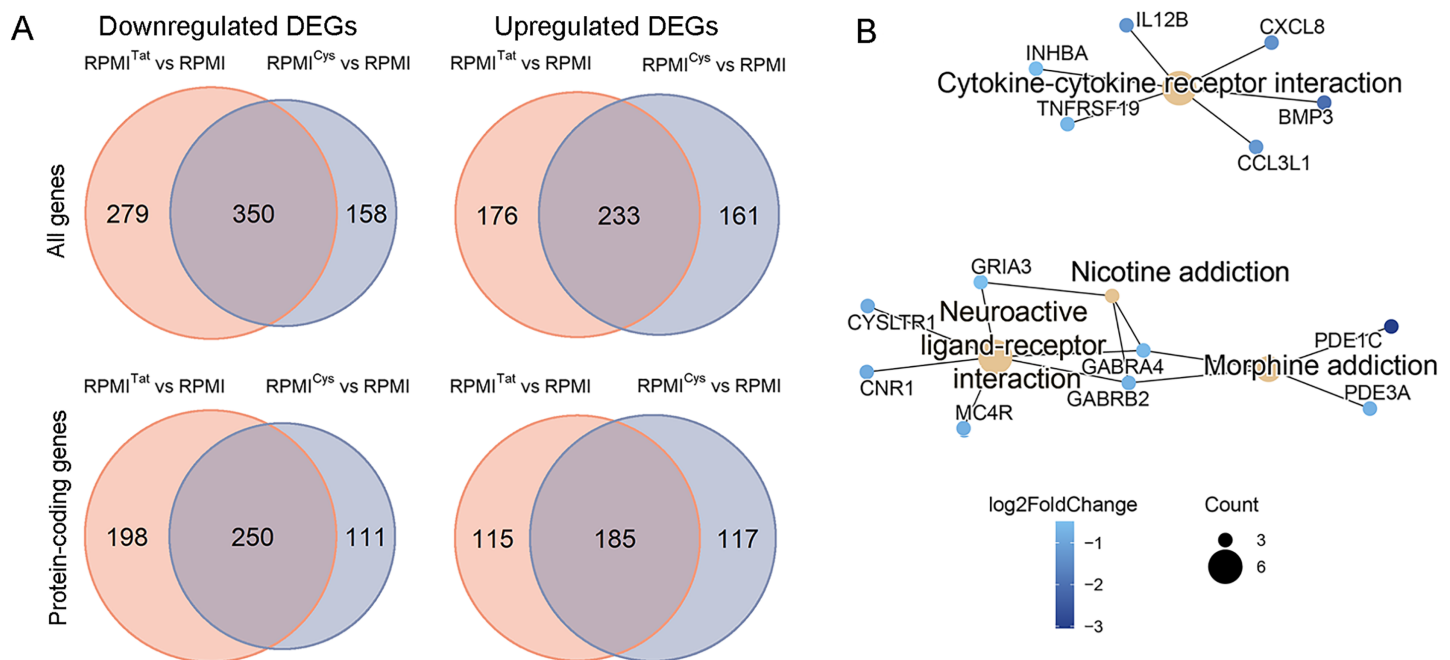 A
Downregulated DEGs
Upregulated DEGs
RPMI^Tat vs RPMI
RPMI^Cys vs RPMI
RPMI^Tat vs RPMI
RPMI^Cys vs RPMI
All genes
279
350
158
176
233
161
RPMI^Tat vs RPMI
RPMI^Cys vs RPMI
RPMI^Tat vs RPMI
RPMI^Cys vs RPMI
Protein-coding genes
198
250
111
115
185
117
B
IL12B
CXCL8
INHBA
Cytokine-cytokine receptor interaction
TNFRSF19
BMP3
CCL3L1
GRIA3
Nicotine addiction
CYSLTR1
Neuroactive
ligand-receptor
interaction
PDE1C
GABRA4
Morphine addiction
CNR1
GABRB2
PDE3A
MC4R
log2FoldChange
−1
−2
−3
Count
3
6